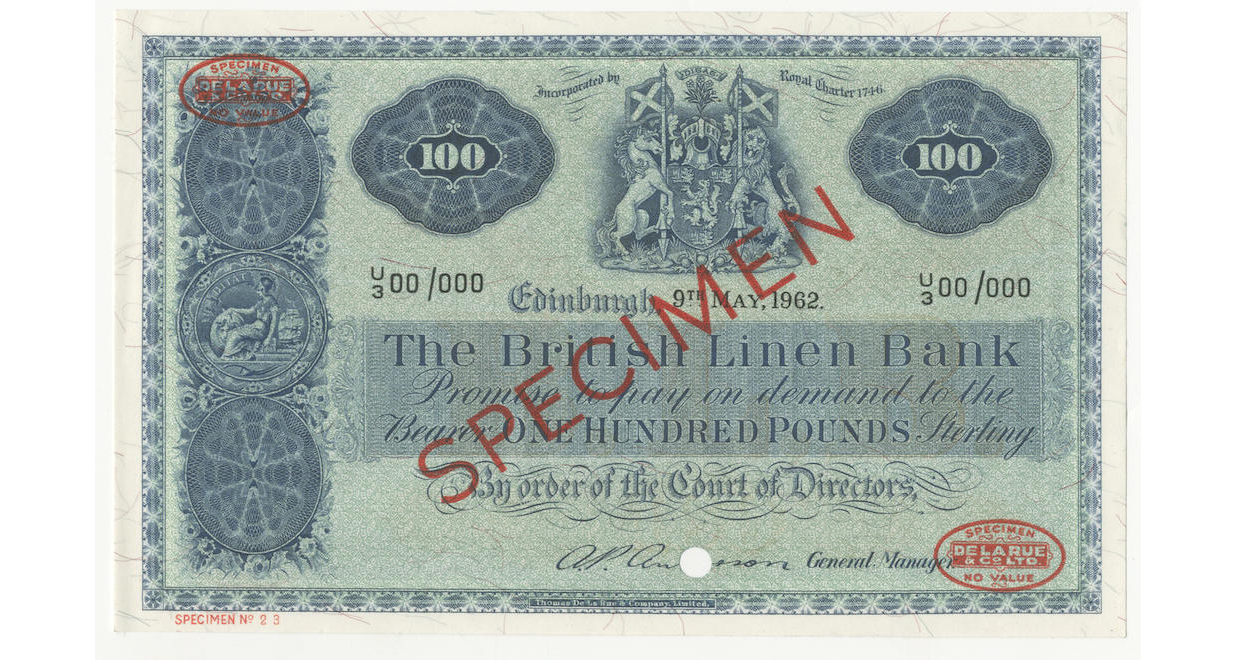 SPECIMEN
DE LA RUE
& CO. LTD.
NO VALUE
Incorporated by
Royal Charter 1746.
100
100
U/3 00/000
U/3 00/000
Edinburgh 9TH MAY, 1962.
The British Linen Bank
Promise to pay on demand to the
Bearer ONE HUNDRED POUNDS Sterling
By order of the Court of Directors,
SPECIMEN
General Manager
SPECIMEN
DE LA RUE
& CO. LTD.
NO VALUE
Thomas De La Rue & Company, Limited.
SPECIMEN No 23